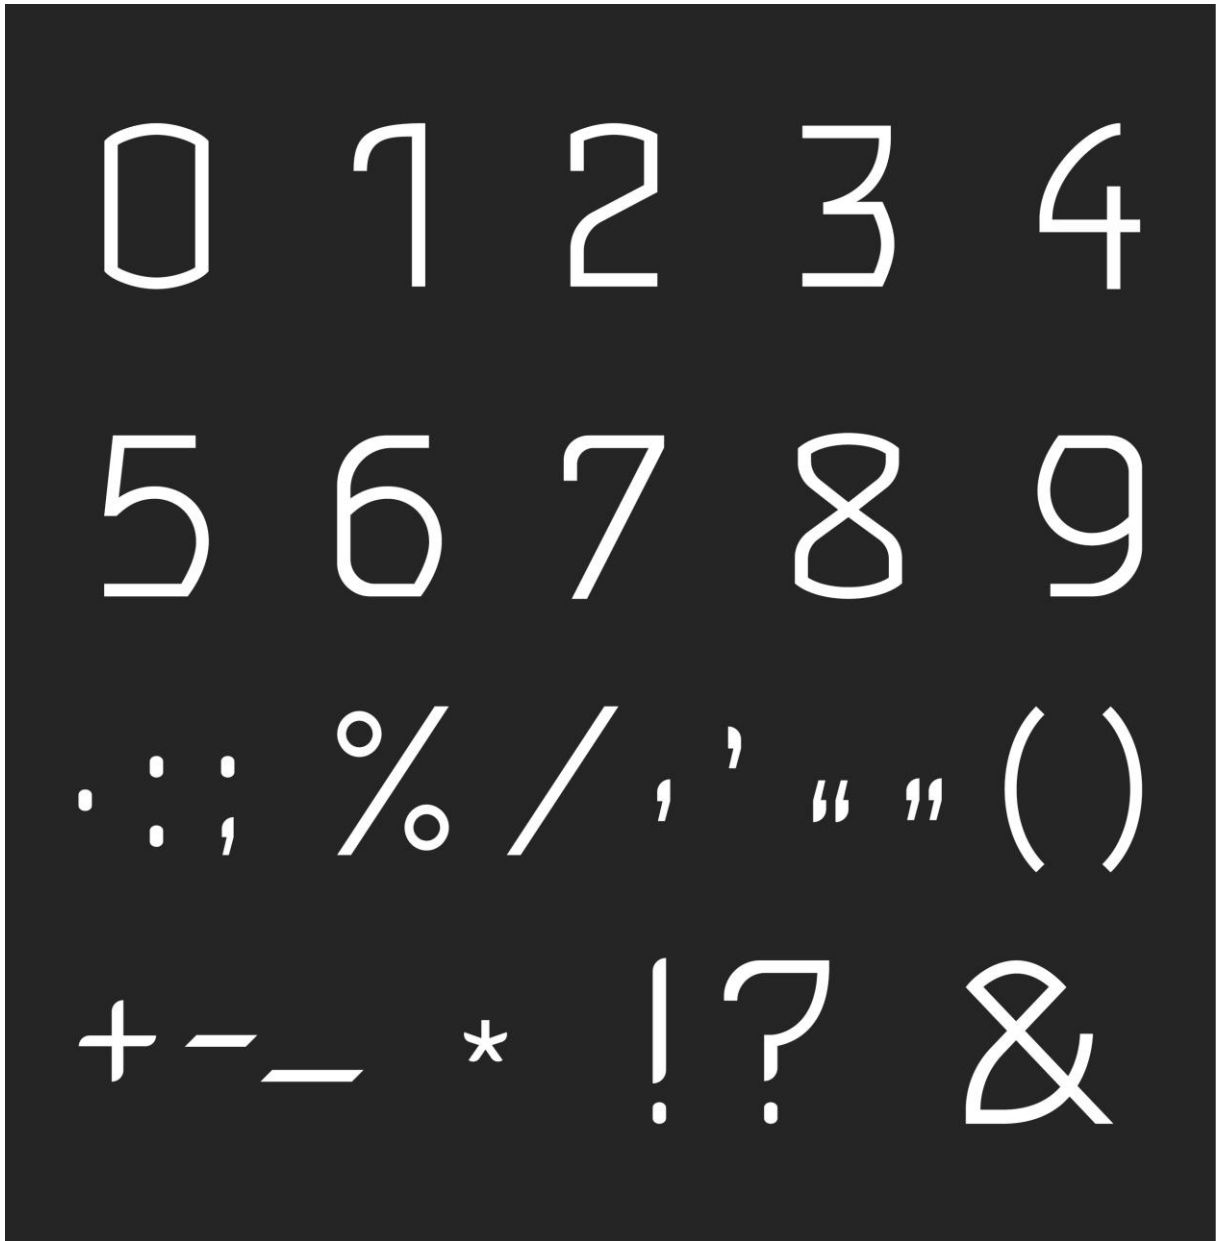 0 1 2 3 4
5 6 7 8 9
. : ; % / , ’ “ ” ( )
+ - _ * ! ? &